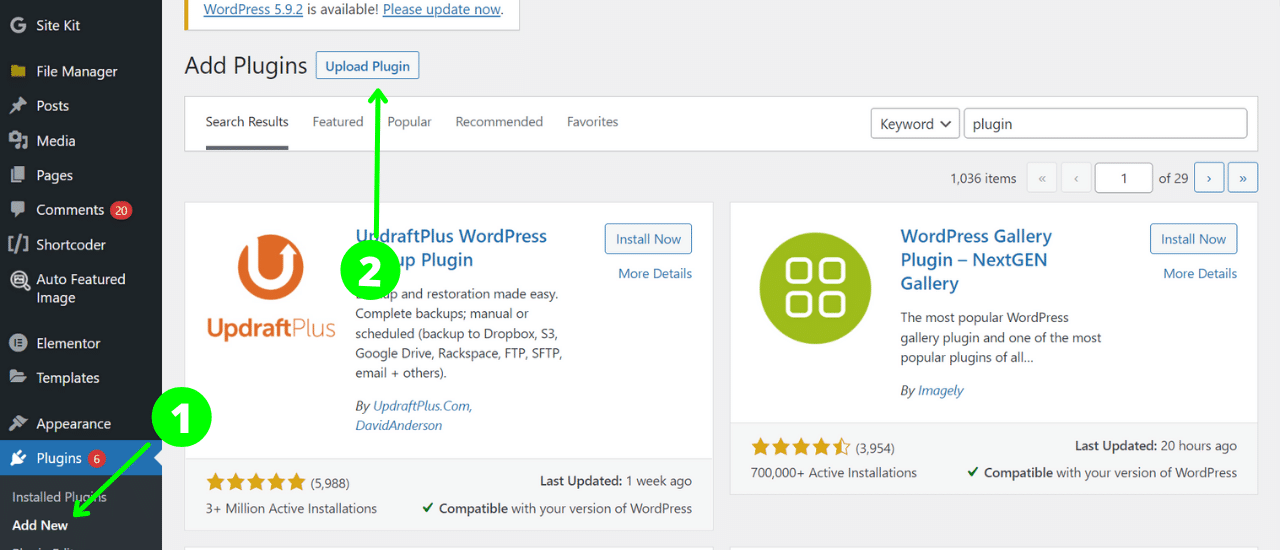 WordPress 5.9.2 is available! Please update now.
Site Kit
File Manager
Posts
Media
Pages
Comments 20
Shortcoder
Auto Featured
Image
Elementor
Templates
Appearance
Plugins 6
Installed Plugins
Add New
1
Add Plugins Upload Plugin
2
Search Results Featured Popular Recommended Favorites Keyword plugin
1,036 items « ‹ 1 of 29 › »
UpdraftPlus
UpdraftPlus WordPress
Plugin
Install Now
More Details
and restoration made easy.
Complete backups; manual or
scheduled (backup to Dropbox, S3,
Google Drive, Rackspace, FTP, SFTP,
email + others).
By UpdraftPlus.Com,
DavidAnderson
(5,988)
Last Updated: 1 week ago
3+ Million Active Installations
Compatible with your version of WordPress
WordPress Gallery
Plugin – NextGEN
Gallery
Install Now
More Details
The most popular WordPress
gallery plugin and one of the most
popular plugins of all...
By Imagely
(3,954)
Last Updated: 20 hours ago
700,000+ Active Installations
Compatible with your version of WordPress